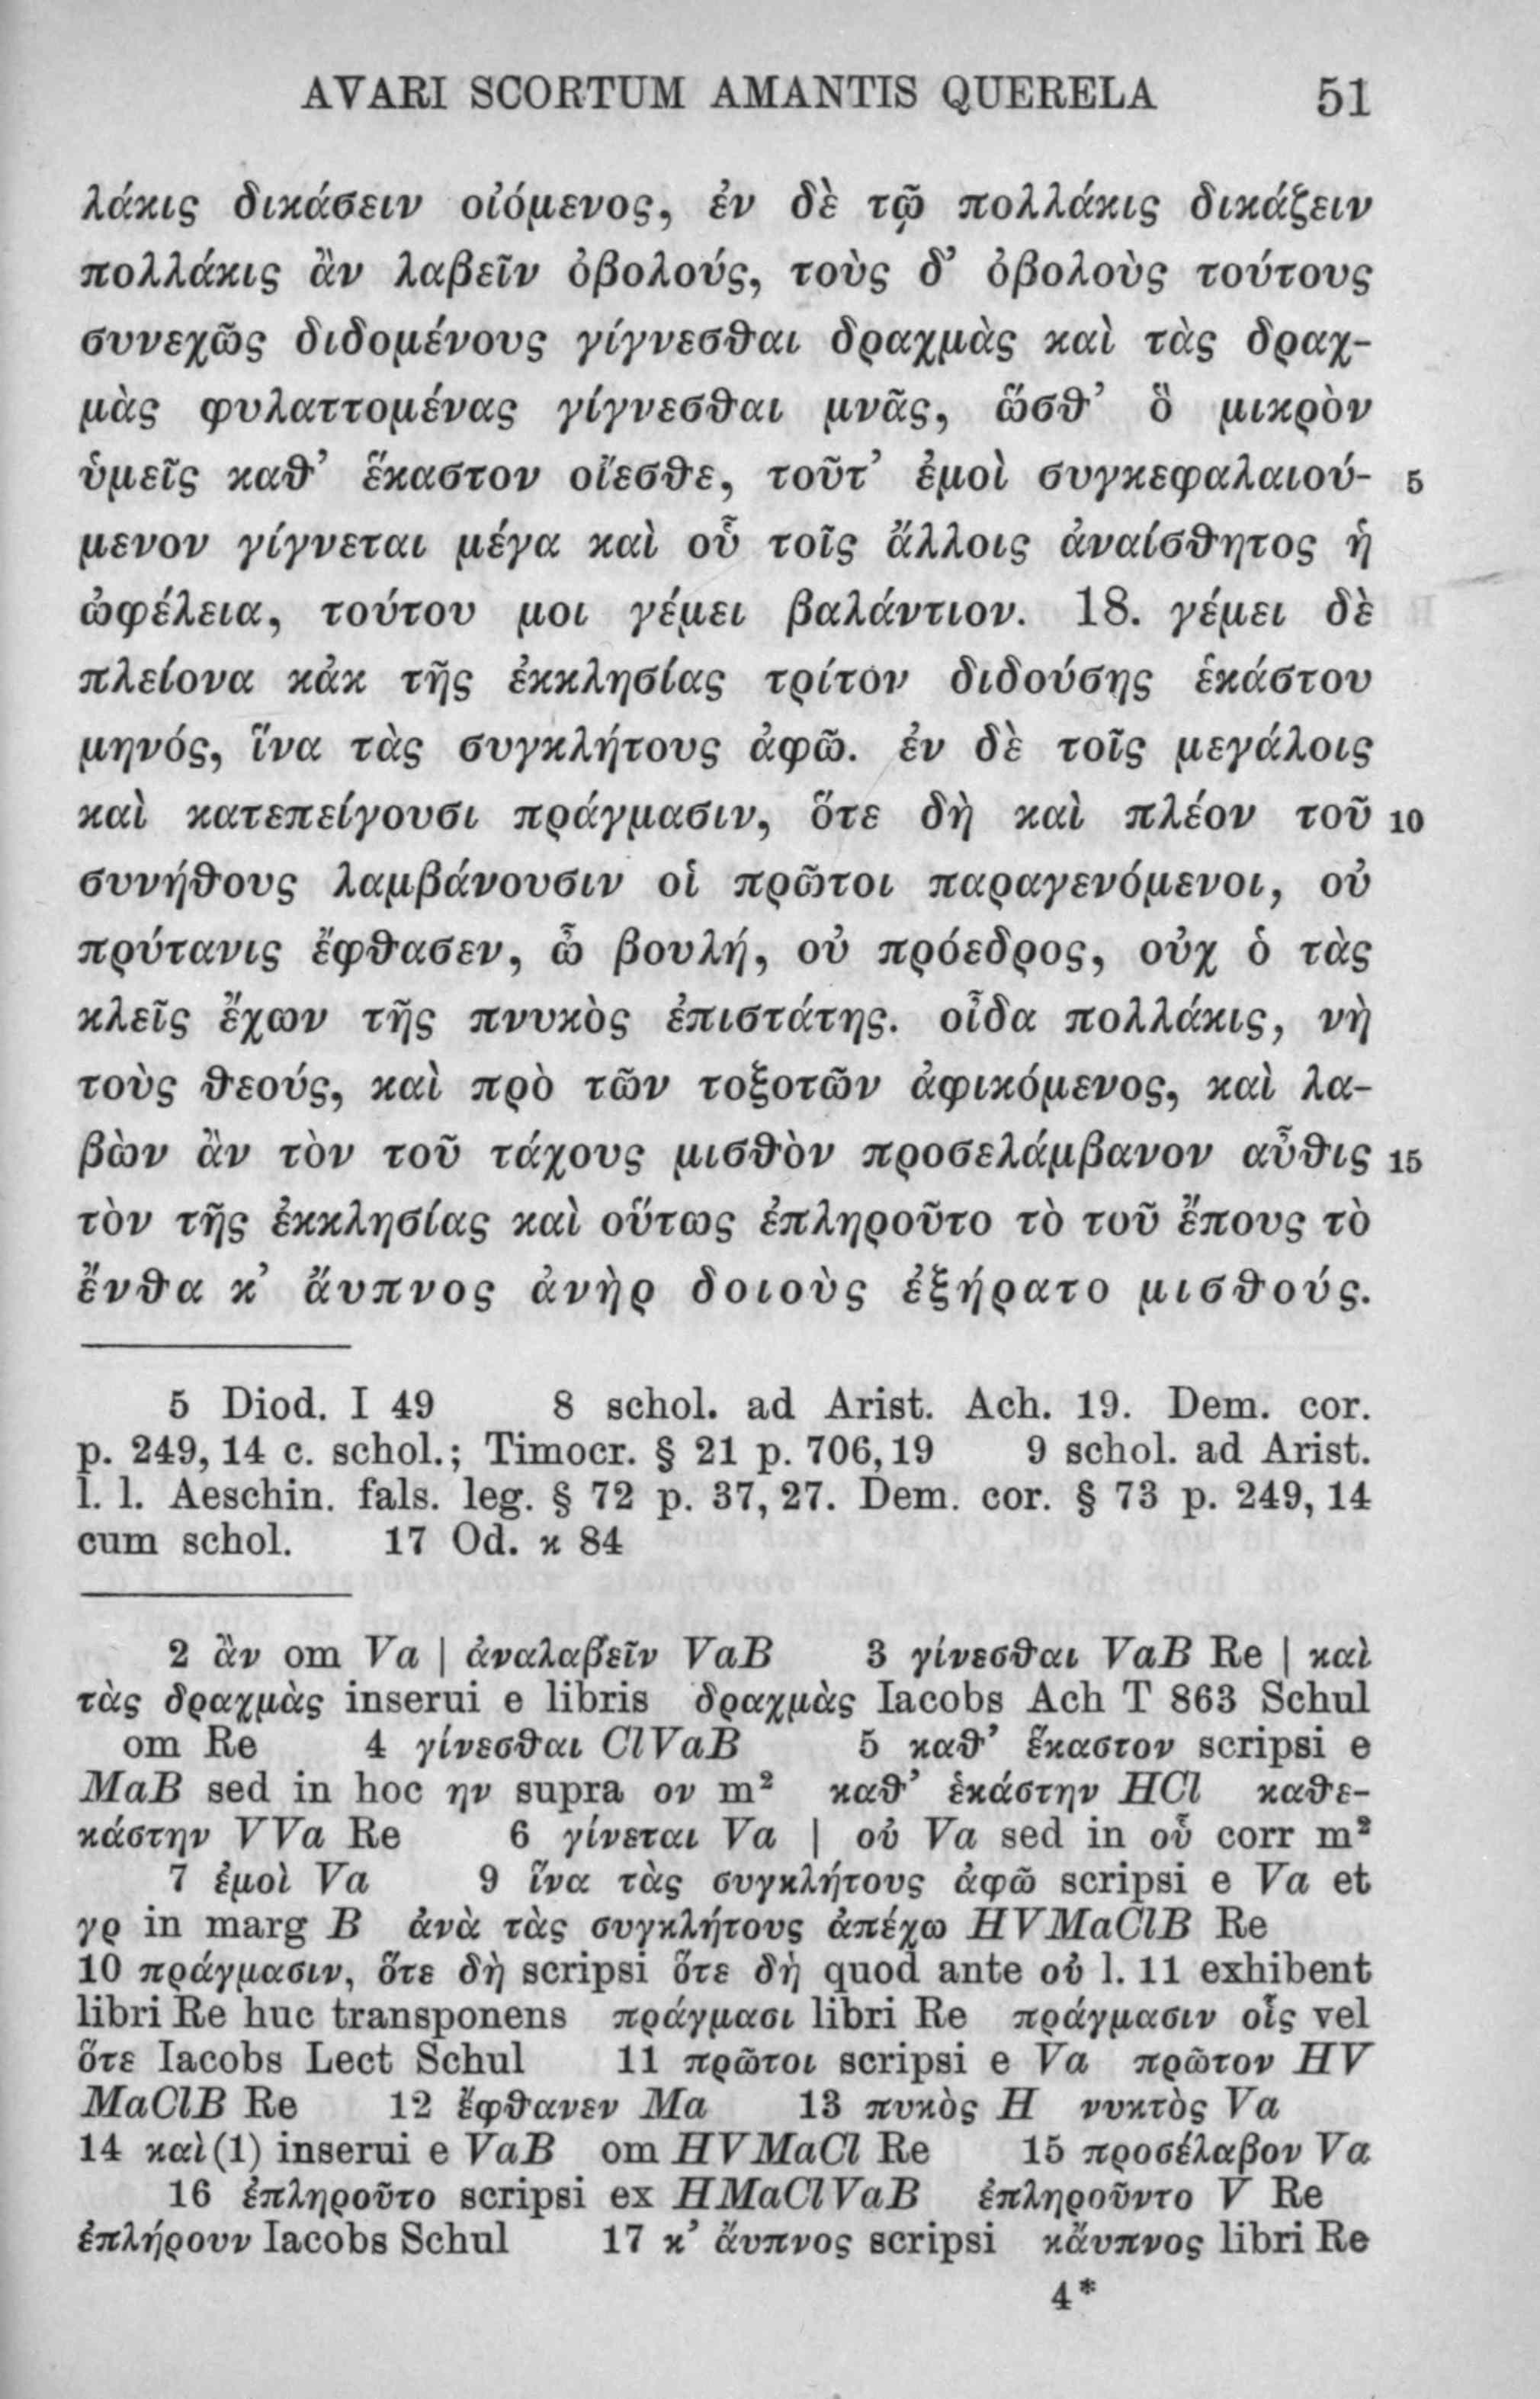 AVARI SCORTUM AMANTIS QUERELA 51
λάκις δικάσειν οἰόμενος, ἐν δὲ τῷ πολλάκις δικάζειν
πολλάκις ἂν λαβεῖν ὀβολούς, τοὺς δ’ ὀβολοὺς τούτους
συνεχῶς διδομένους γίγνεσθαι δραχμὰς καὶ τὰς δραχ-
μὰς φυλαττομένας γίγνεσθαι μνᾶς, ὥσθ’ ὃ μικρὸν
ὑμεῖς καθ’ ἕκαστον οἴεσθε, τοῦτ’ ἐμοὶ συγκεφαλαιού- 5
μενον γίγνεται μέγα καὶ οὗ τοῖς ἄλλοις ἀναίσθητος ἡ
ὠφέλεια, τούτου μοι γέμει βαλάντιον. 18. γέμει δὲ
πλείονα κἀκ τῆς ἐκκλησίας τρίτον διδούσης ἑκάστου
μηνός, ἵνα τὰς συγκλήτους ἀφῶ. ἐν δὲ τοῖς μεγάλοις
καὶ κατεπείγουσι πράγμασιν, ὅτε δὴ καὶ πλέον τοῦ 10
συνήθους λαμβάνουσιν οἱ πρῶτοι παραγενόμενοι, οὐ
πρύτανις ἔφθασεν, ὦ βουλή, οὐ πρόεδρος, οὐχ ὁ τὰς
κλεῖς ἔχων τῆς πνυκὸς ἐπιστάτης. οἶδα πολλάκις, νὴ
τοὺς θεούς, καὶ πρὸ τῶν τοξοτῶν ἀφικόμενος, καὶ λα-
βὼν ἂν τὸν τοῦ τάχους μισθὸν προσελάμβανον αὖθις 15
τὸν τῆς ἐκκλησίας καὶ οὕτως ἐπληροῦτο τὸ τοῦ ἔπους τὸ
ἔνθα κ’ ἄυπνος ἀνὴρ δοιοὺς ἐξήρατο μισθούς.
5 Diod. I 49 8 schol. ad Arist. Ach. 19. Dem. cor.
p. 249, 14 c. schol.; Timocr. § 21 p. 706, 19 9 schol. ad Arist.
l. l. Aeschin. fals. leg. § 72 p. 37, 27. Dem. cor. § 73 p. 249, 14
cum schol. 17 Od. κ 84
2 ἂν om Va | ἀναλαβεῖν VaB 3 γίνεσθαι VaB Re | καὶ
τὰς δραχμὰς inserui e libris δραχμὰς Iacobs Ach T 863 Schul
om Re 4 γίνεσθαι ClVaB 5 καθ’ ἕκαστον scripsi e
MaB sed in hoc ην supra ον m² καθ’ ἑκάστην HCl καθε-
κάστην VVa Re 6 γίνεται Va | οὐ Va sed in οὗ corr m²
7 ἐμοὶ Va 9 ἵνα τὰς συγκλήτους ἀφῶ scripsi e Va et
γρ in marg B ἀνὰ τὰς συγκλήτους ἀπέχω HVMaClB Re
10 πράγμασιν, ὅτε δὴ scripsi ὅτε δὴ quod ante οὐ l. 11 exhibent
libri Re huc transponens πράγμασι libri Re πράγμασιν οἷς vel
ὅτε Iacobs Lect Schul 11 πρῶτοι scripsi e Va πρῶτον HV
MaClB Re 12 ἔφθανεν Ma 13 πυκὸς H νυκτὸς Va
14 καὶ(1) inserui e VaB om HVMaCl Re 15 προσέλαβον Va
16 ἐπληροῦτο scripsi ex HMaClVaB ἐπληροῦντο V Re
ἐπλήρουν Iacobs Schul 17 κ’ ἄυπνος scripsi κἄυπνος libri Re
4*